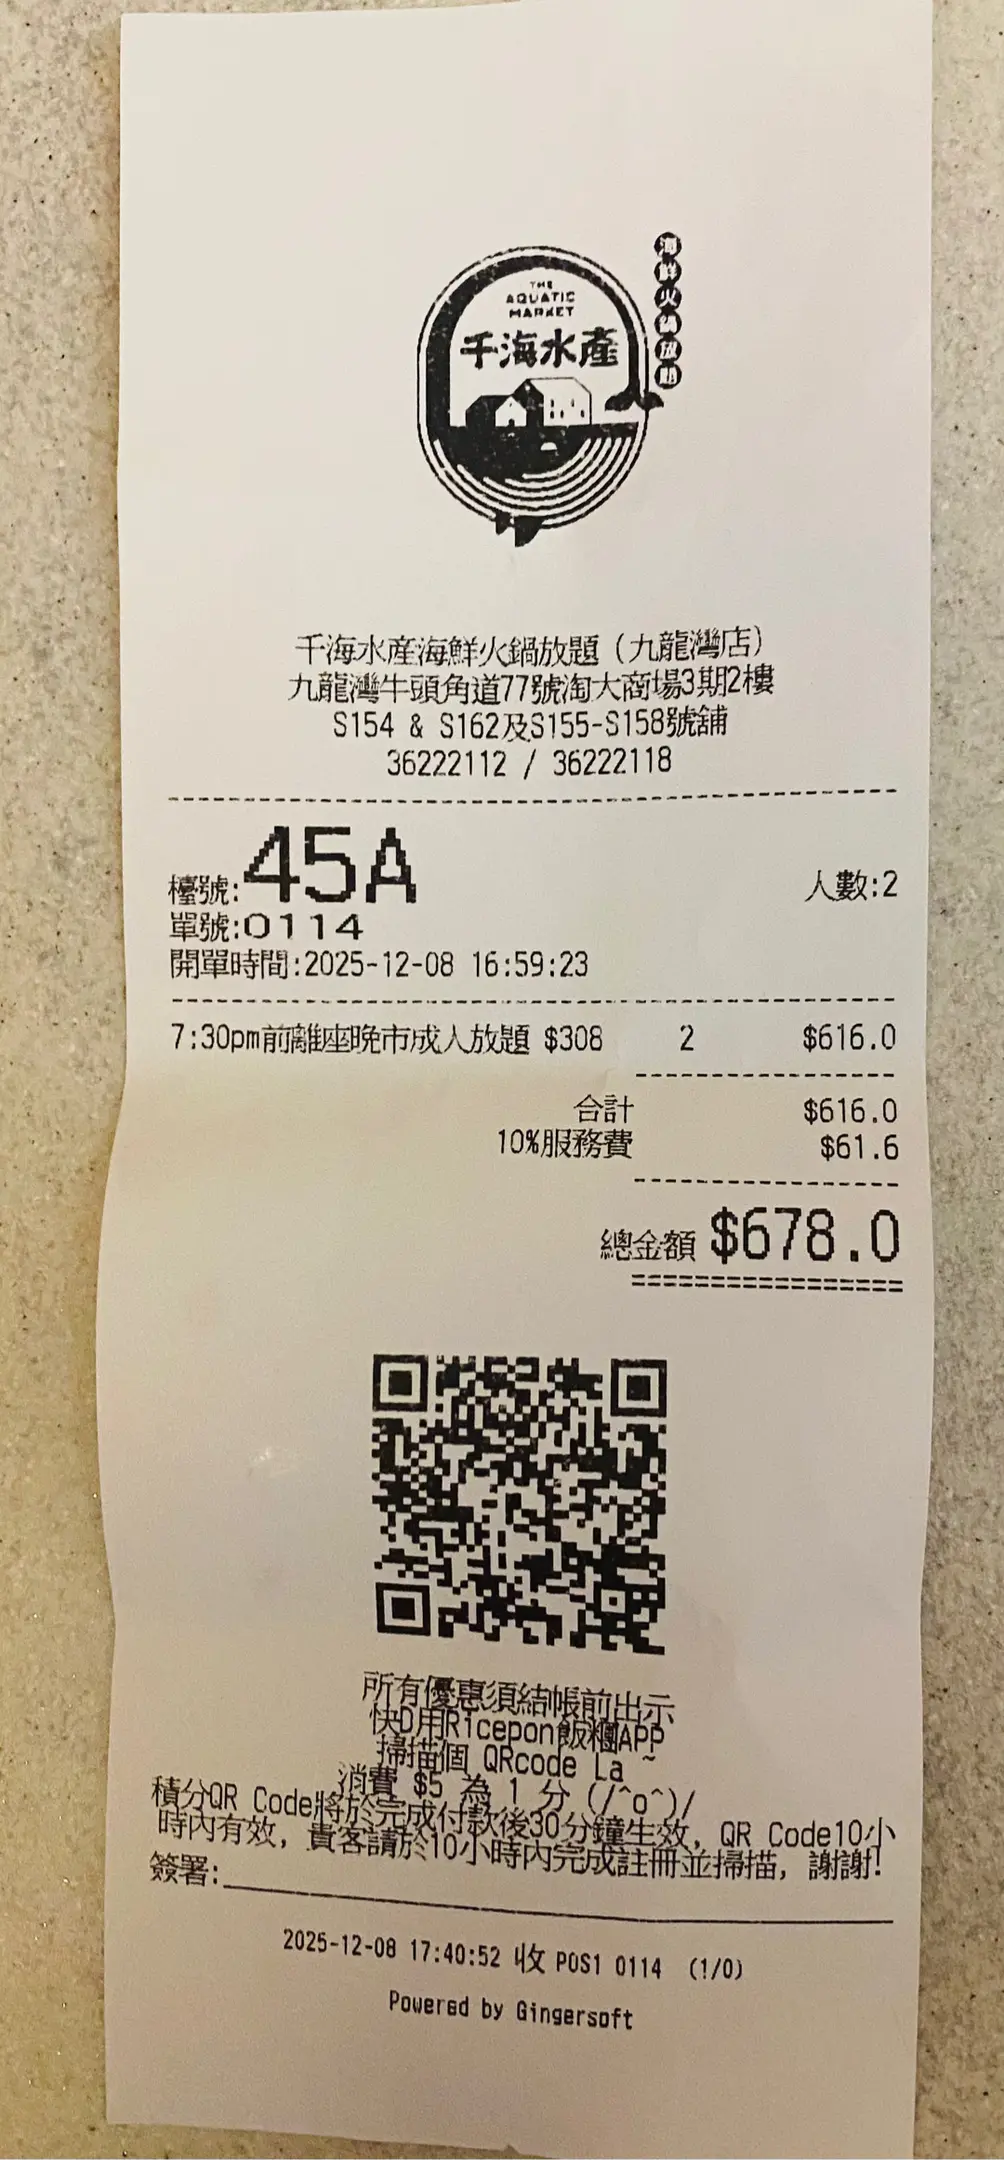 THE
AQUATIC
MARKET
千海水產
海鮮火鍋放題
千海水產海鮮火鍋放題（九龍灣店）
九龍灣牛頭角道77號淘大商場3期2樓
S154 & S162及S155-S158號舖
36222112 / 36222118
檯號:45A 人數:2
單號:0114
開單時間:2025-12-08 16:59:23
7:30pm前離座晚市成人放題 $308 2 $616.0
合計 $616.0
10%服務費 $61.6
總金額 $678.0
所有優惠須結帳前出示
快D用Ricepon飯糰APP
掃描個 QRcode La ~
消費 $5 為 1 分 (/^o^)/
積分QR Code將於完成付款後30分鐘生效, QR Code10小
時內有效, 貴客請於10小時內完成註冊並掃描, 謝謝!
簽署:
2025-12-08 17:40:52 收 POS1 0114 (1/0)
Powered by Gingersoft